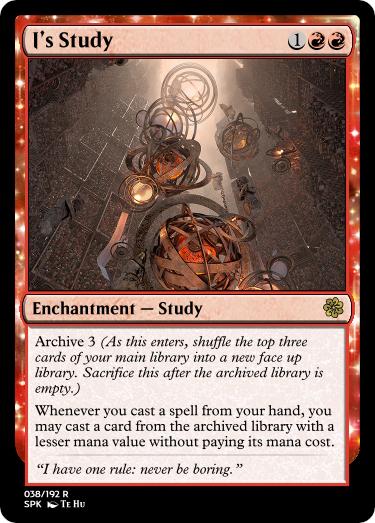 I's Study
1
Enchantment — Study
Archive 3 (As this enters, shuffle the top three
cards of your main library into a new face up
library. Sacrifice this after the archived library is
empty.)
Whenever you cast a spell from your hand, you
may cast a card from the archived library with a
lesser mana value without paying its mana cost.
“I have one rule: never be boring.”
038/192 R
SPK Te Hu